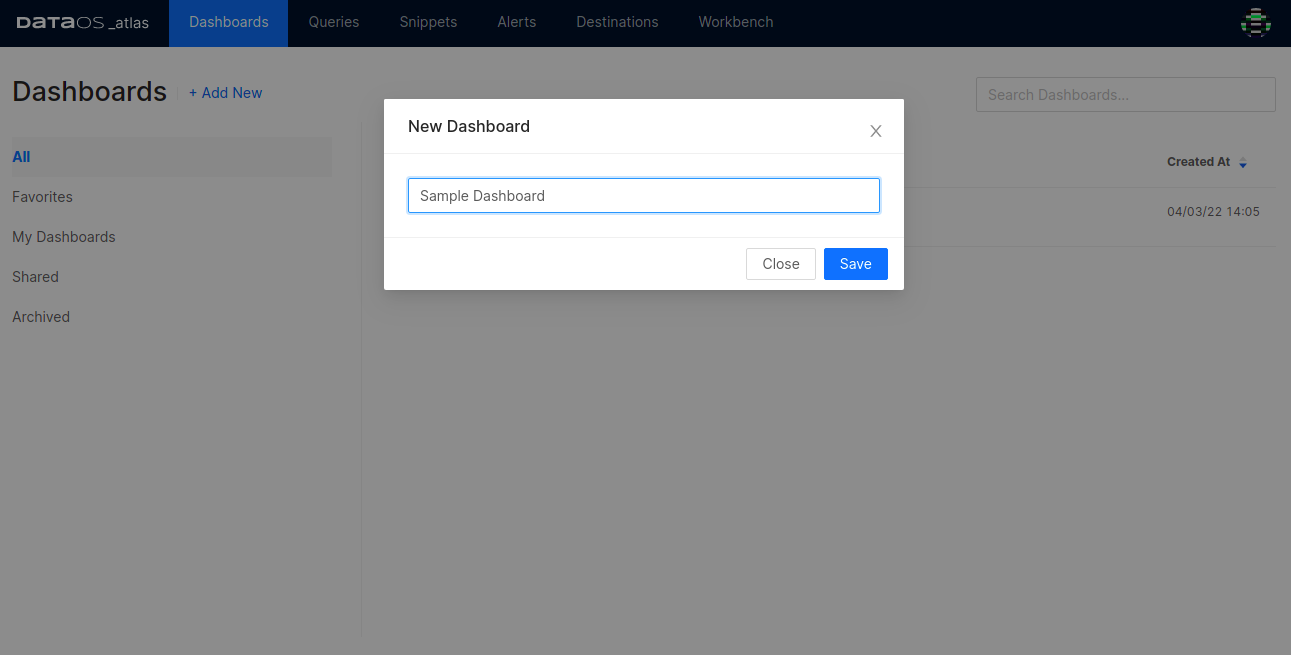 DATAOS _atlas
Dashboards
Queries
Snippets
Alerts
Destinations
Workbench
Dashboards
+ Add New
Search Dashboards...
New Dashboard
Sample Dashboard
Close
Save
All
Favorites
My Dashboards
Shared
Archived
Created At
04/03/22 14:05